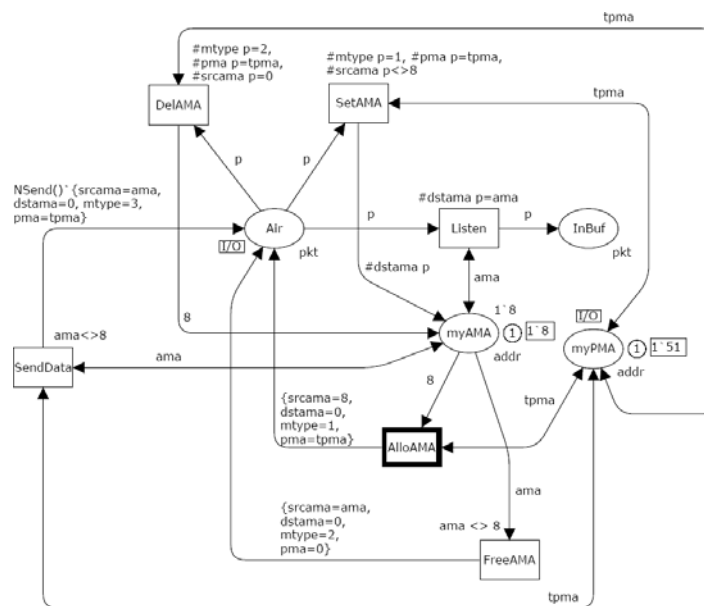 tpma
#mtype p=2,
#pma p=tpma,
#srcama p=0
#mtype p=1, #pma p=tpma,
#srcama p<>8
DelAMA
SetAMA
tpma
p
p
NSend()`{srcama=ama,
dstama=0, mtype=3,
pma=tpma}
#dstama p=ama
Air
p
Listen
p
InBuf
I/O
pkt
pkt
#dstama p
ama
8
1`8
I/O
myAMA
1
1`8
myPMA
1
1`51
ama<>8
ama
addr
addr
SendData
8
tpma
{srcama=8,
dstama=0,
mtype=1,
pma=tpma}
AlloAMA
ama
{srcama=ama,
dstama=0,
mtype=2,
pma=0}
ama <> 8
FreeAMA
tpma